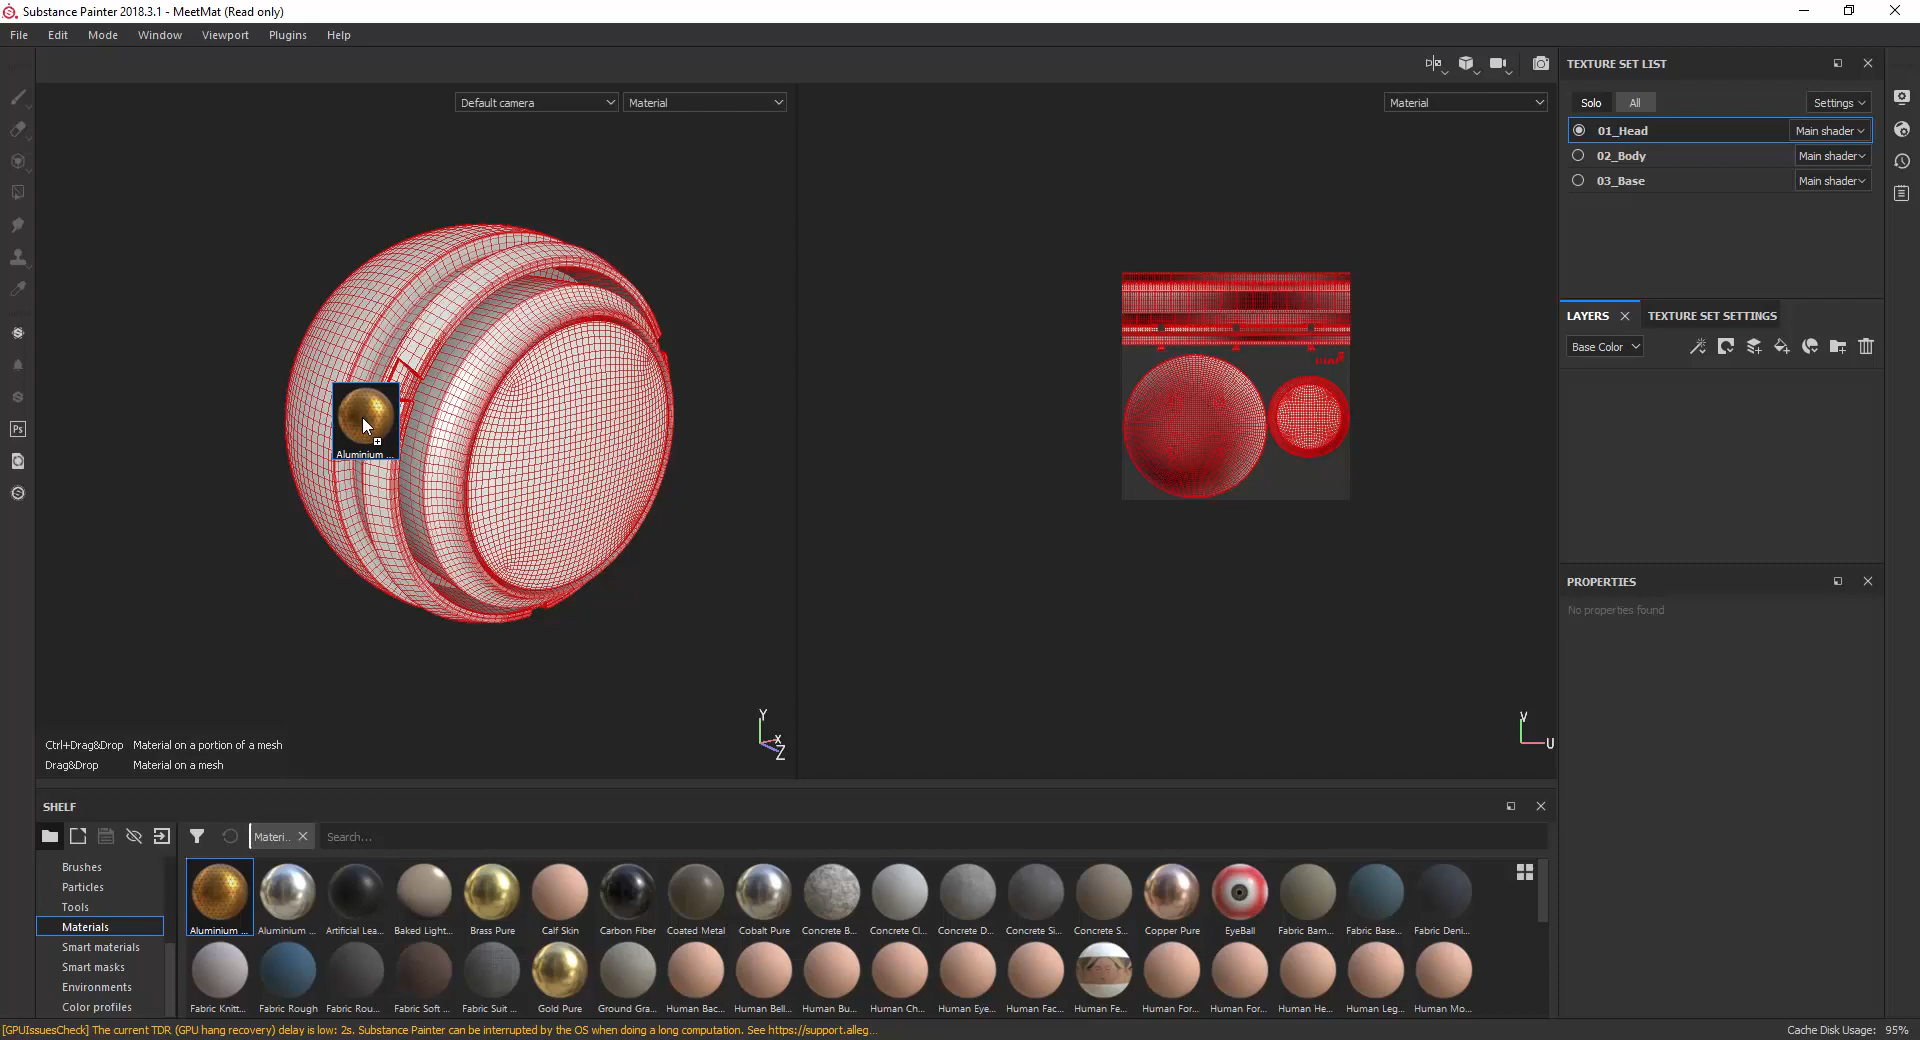 Substance Painter 2018.3.1 - MeetMat (Read only)
File Edit Mode Window Viewport Plugins Help
Default camera
Material
Material
TEXTURE SET LIST
Solo All Settings
01_Head Main shader
02_Body Main shader
03_Base Main shader
LAYERS TEXTURE SET SETTINGS
Base Color
PROPERTIES
No properties found
Ps
Aluminium ...
Y
X
Z
V
U
Ctrl+Drag&Drop Material on a portion of a mesh
Drag&Drop Material on a mesh
SHELF
Materi.. Search...
Brushes
Particles
Tools
Materials
Smart materials
Smart masks
Environments
Color profiles
Aluminium ... Aluminium ... Artificial Lea... Baked Light... Brass Pure Calf Skin Carbon Fiber Coated Metal Cobalt Pure Concrete B... Concrete Cl... Concrete D... Concrete Si... Concrete S... Copper Pure EyeBall Fabric Bam... Fabric Base... Fabric Deni...
Fabric Knitt... Fabric Rough Fabric Rou... Fabric Soft ... Fabric Suit ... Gold Pure Ground Gra... Human Bac... Human Bell... Human Bu... Human Ch... Human Eye... Human Fac... Human Fe... Human For... Human For... Human He... Human Leg... Human Mo...
[GPUIssuesCheck] The current TDR (GPU hang recovery) delay is low: 2s. Substance Painter can be interrupted by the OS when doing a long computation. See https://support.alleg...
Cache Disk Usage: 95%